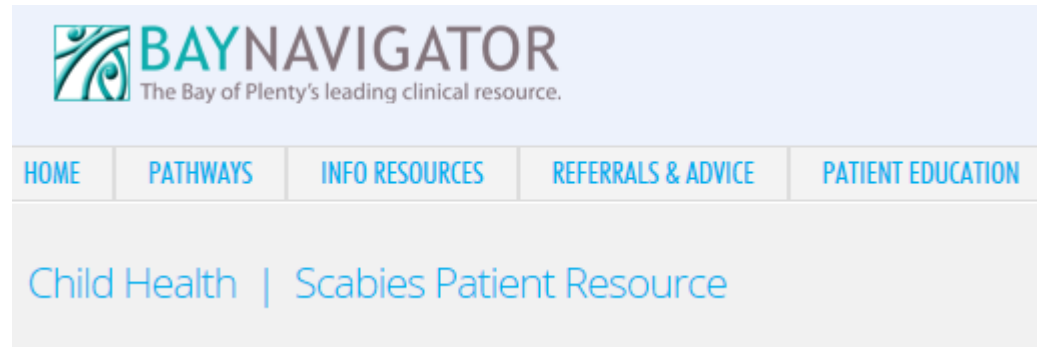 BAYNAVIGATOR
The Bay of Plenty's leading clinical resource.
HOME PATHWAYS INFO RESOURCES REFERRALS & ADVICE PATIENT EDUCATION
Child Health | Scabies Patient Resource